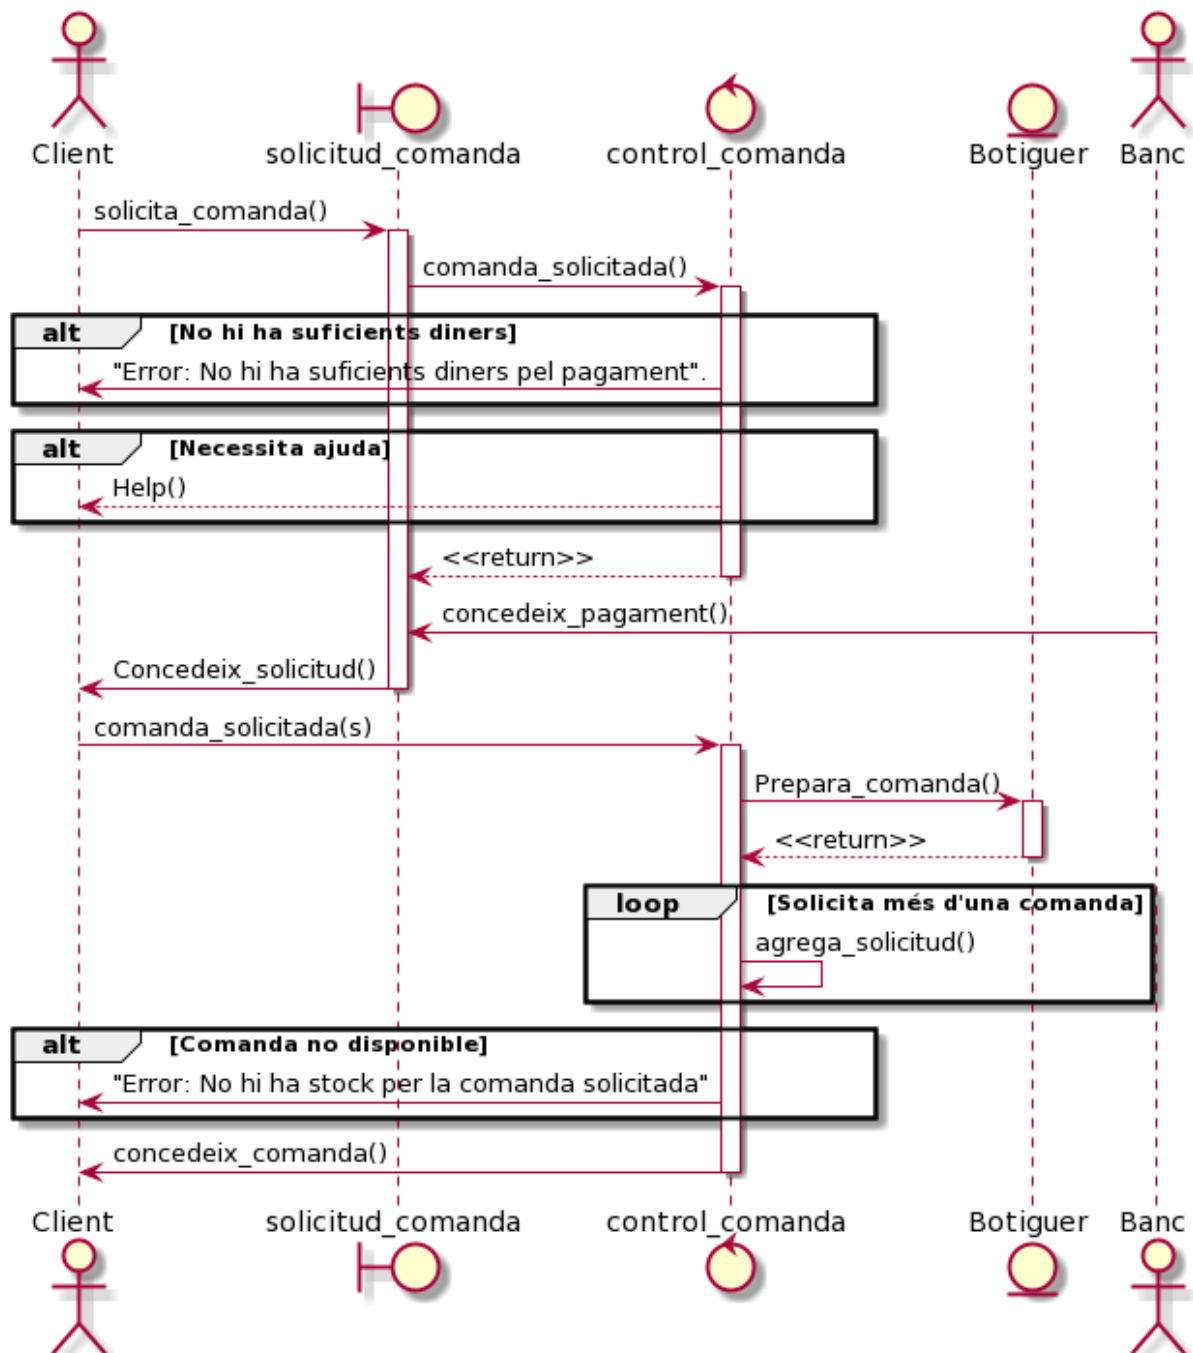 Client
solicitud_comanda
control_comanda
Botiguer
Banc
solicita_comanda()
comanda_solicitada()
alt [No hi ha suficients diners]
"Error: No hi ha suficients diners pel pagament".
alt [Necessita ajuda]
Help()
<<return>>
concedeix_pagament()
Concedeix_solicitud()
comanda_solicitada(s)
Prepara_comanda()
<<return>>
loop [Solicita més d'una comanda]
agrega_solicitud()
alt [Comanda no disponible]
"Error: No hi ha stock per la comanda solicitada"
concedeix_comanda()
Client
solicitud_comanda
control_comanda
Botiguer
Banc